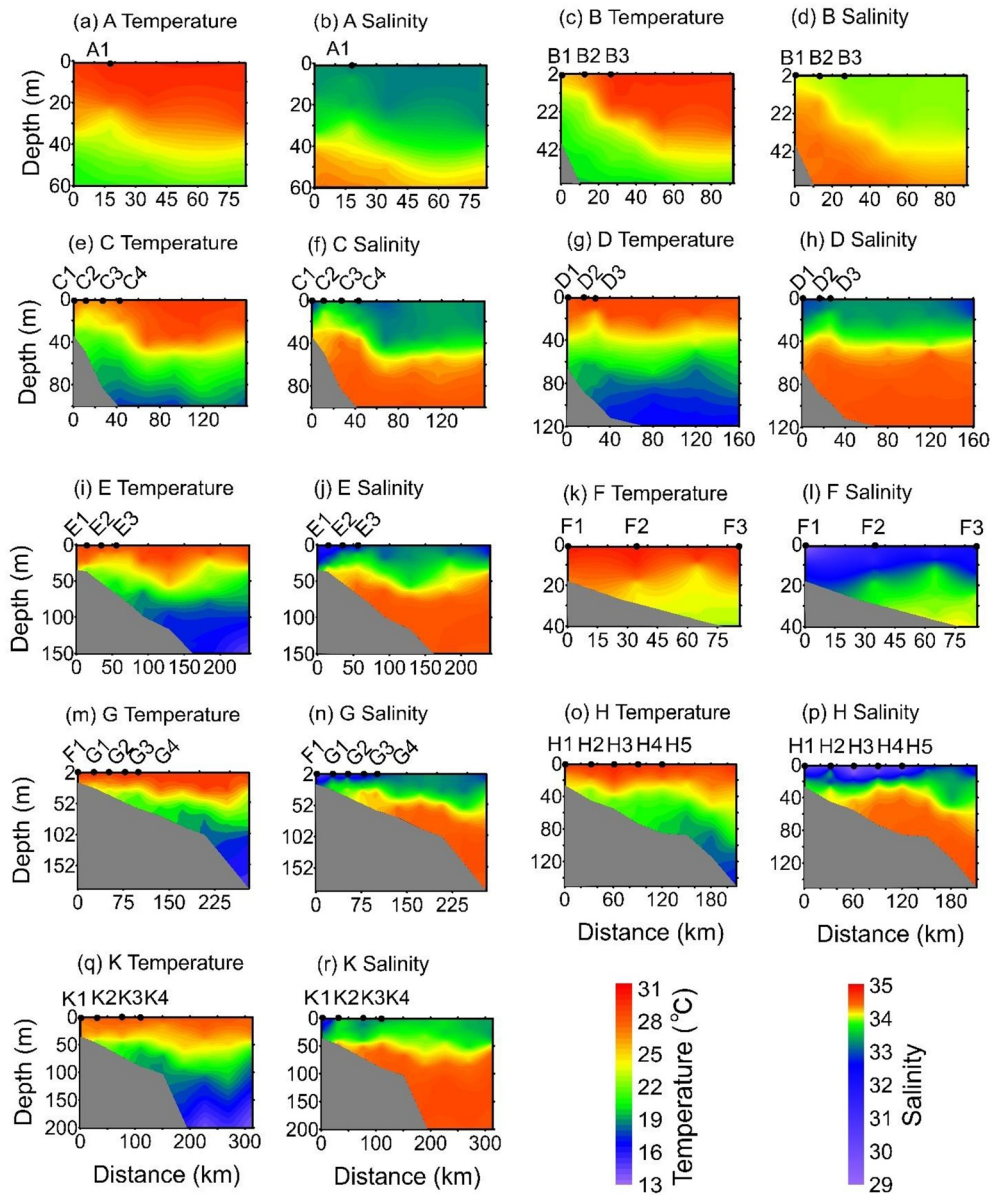 (a) A Temperature
(b) A Salinity
(c) B Temperature
(d) B Salinity
A1
A1
B1 B2 B3
B1 B2 B3
Depth (m)
0
20
40
60
0 15 30 45 60 75
0
20
40
60
0 15 30 45 60 75
2
22
42
0 20 40 60 80
2
22
42
0 20 40 60 80
(e) C Temperature
(f) C Salinity
(g) D Temperature
(h) D Salinity
C1 C2 C3 C4
C1 C2 C3 C4
D1 D2 D3
D1 D2 D3
Depth (m)
0
40
80
0 40 80 120
0
40
80
0 40 80 120
0
40
80
120
0 40 80 120 160
0
40
80
120
0 40 80 120 160
(i) E Temperature
(j) E Salinity
(k) F Temperature
(l) F Salinity
E1 E2 E3
E1 E2 E3
F1 F2 F3
F1 F2 F3
Depth (m)
0
50
100
150
0 50 100 150 200
0
50
100
150
0 50 100 150 200
0
20
40
0 15 30 45 60 75
0
20
40
0 15 30 45 60 75
(m) G Temperature
(n) G Salinity
(o) H Temperature
(p) H Salinity
F1 G1 G2 G3 G4
F1 G1 G2 G3 G4
H1 H2 H3 H4 H5
H1 H2 H3 H4 H5
Depth (m)
2
52
102
152
0 75 150 225
2
52
102
152
0 75 150 225
0
40
80
120
0 60 120 180
0
40
80
120
0 60 120 180
Distance (km)
Distance (km)
(q) K Temperature
(r) K Salinity
K1 K2 K3 K4
K1 K2 K3 K4
Depth (m)
0
50
100
150
200
0 100 200 300
0
50
100
150
200
0 100 200 300
Distance (km)
Distance (km)
31
28
25
22
19
16
13
Temperature (°C)
35
34
33
32
31
30
29
Salinity